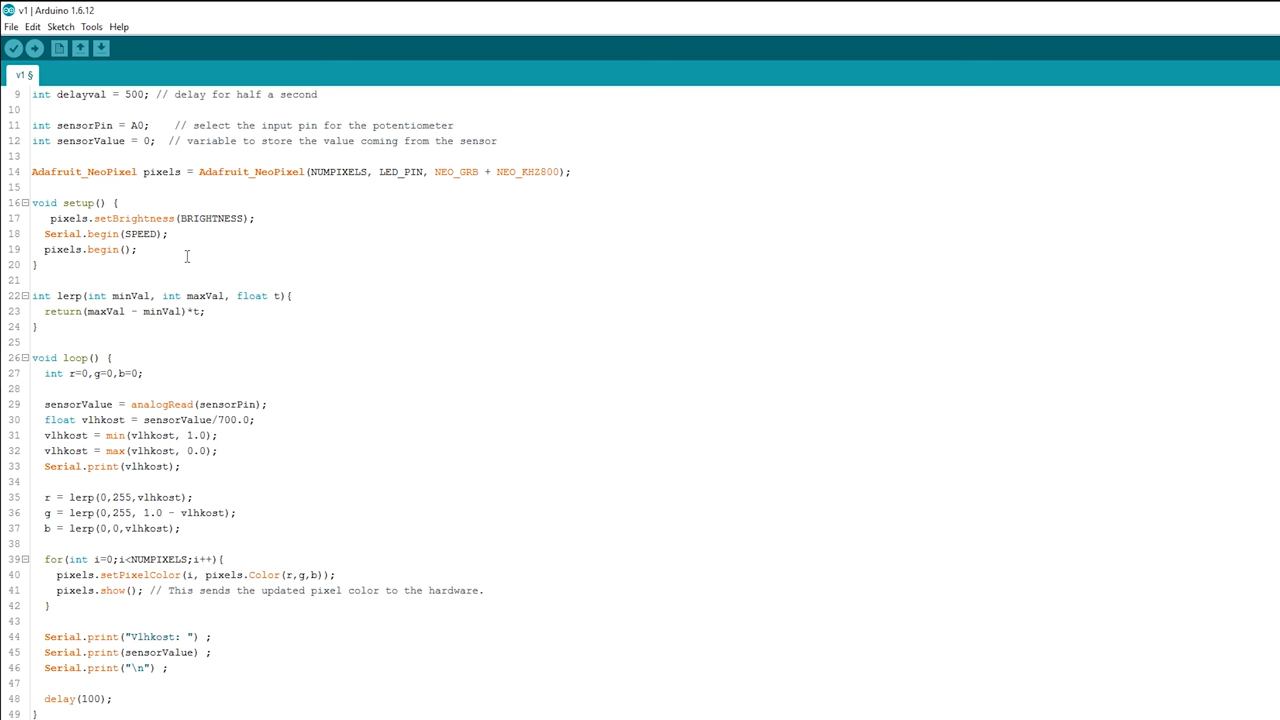 v1 | Arduino 1.6.12
File Edit Sketch Tools Help
v1 §
9 int delayval = 500; // delay for half a second
10
11 int sensorPin = A0;    // select the input pin for the potentiometer
12 int sensorValue = 0;  // variable to store the value coming from the sensor
13
14 Adafruit_NeoPixel pixels = Adafruit_NeoPixel(NUMPIXELS, LED_PIN, NEO_GRB + NEO_KHZ800);
15
16 void setup() {
17    pixels.setBrightness(BRIGHTNESS);
18   Serial.begin(SPEED);
19   pixels.begin();
20 }
21
22 int lerp(int minVal, int maxVal, float t){
23   return(maxVal - minVal)*t;
24 }
25
26 void loop() {
27   int r=0,g=0,b=0;
28
29   sensorValue = analogRead(sensorPin);
30   float vlhkost = sensorValue/700.0;
31   vlhkost = min(vlhkost, 1.0);
32   vlhkost = max(vlhkost, 0.0);
33   Serial.print(vlhkost);
34
35   r = lerp(0,255,vlhkost);
36   g = lerp(0,255, 1.0 - vlhkost);
37   b = lerp(0,0,vlhkost);
38
39   for(int i=0;i<NUMPIXELS;i++){
40     pixels.setPixelColor(i, pixels.Color(r,g,b));
41     pixels.show(); // This sends the updated pixel color to the hardware.
42   }
43
44   Serial.print("Vlhkost: ") ;
45   Serial.print(sensorValue) ;
46   Serial.print("\n") ;
47
48   delay(100);
49 }